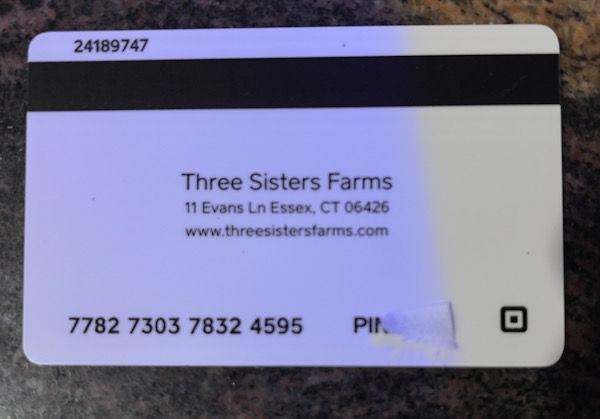 24189747
Three Sisters Farms
11 Evans Ln Essex, CT 06426
www.threesistersfarms.com
7782 7303 7832 4595 PIN